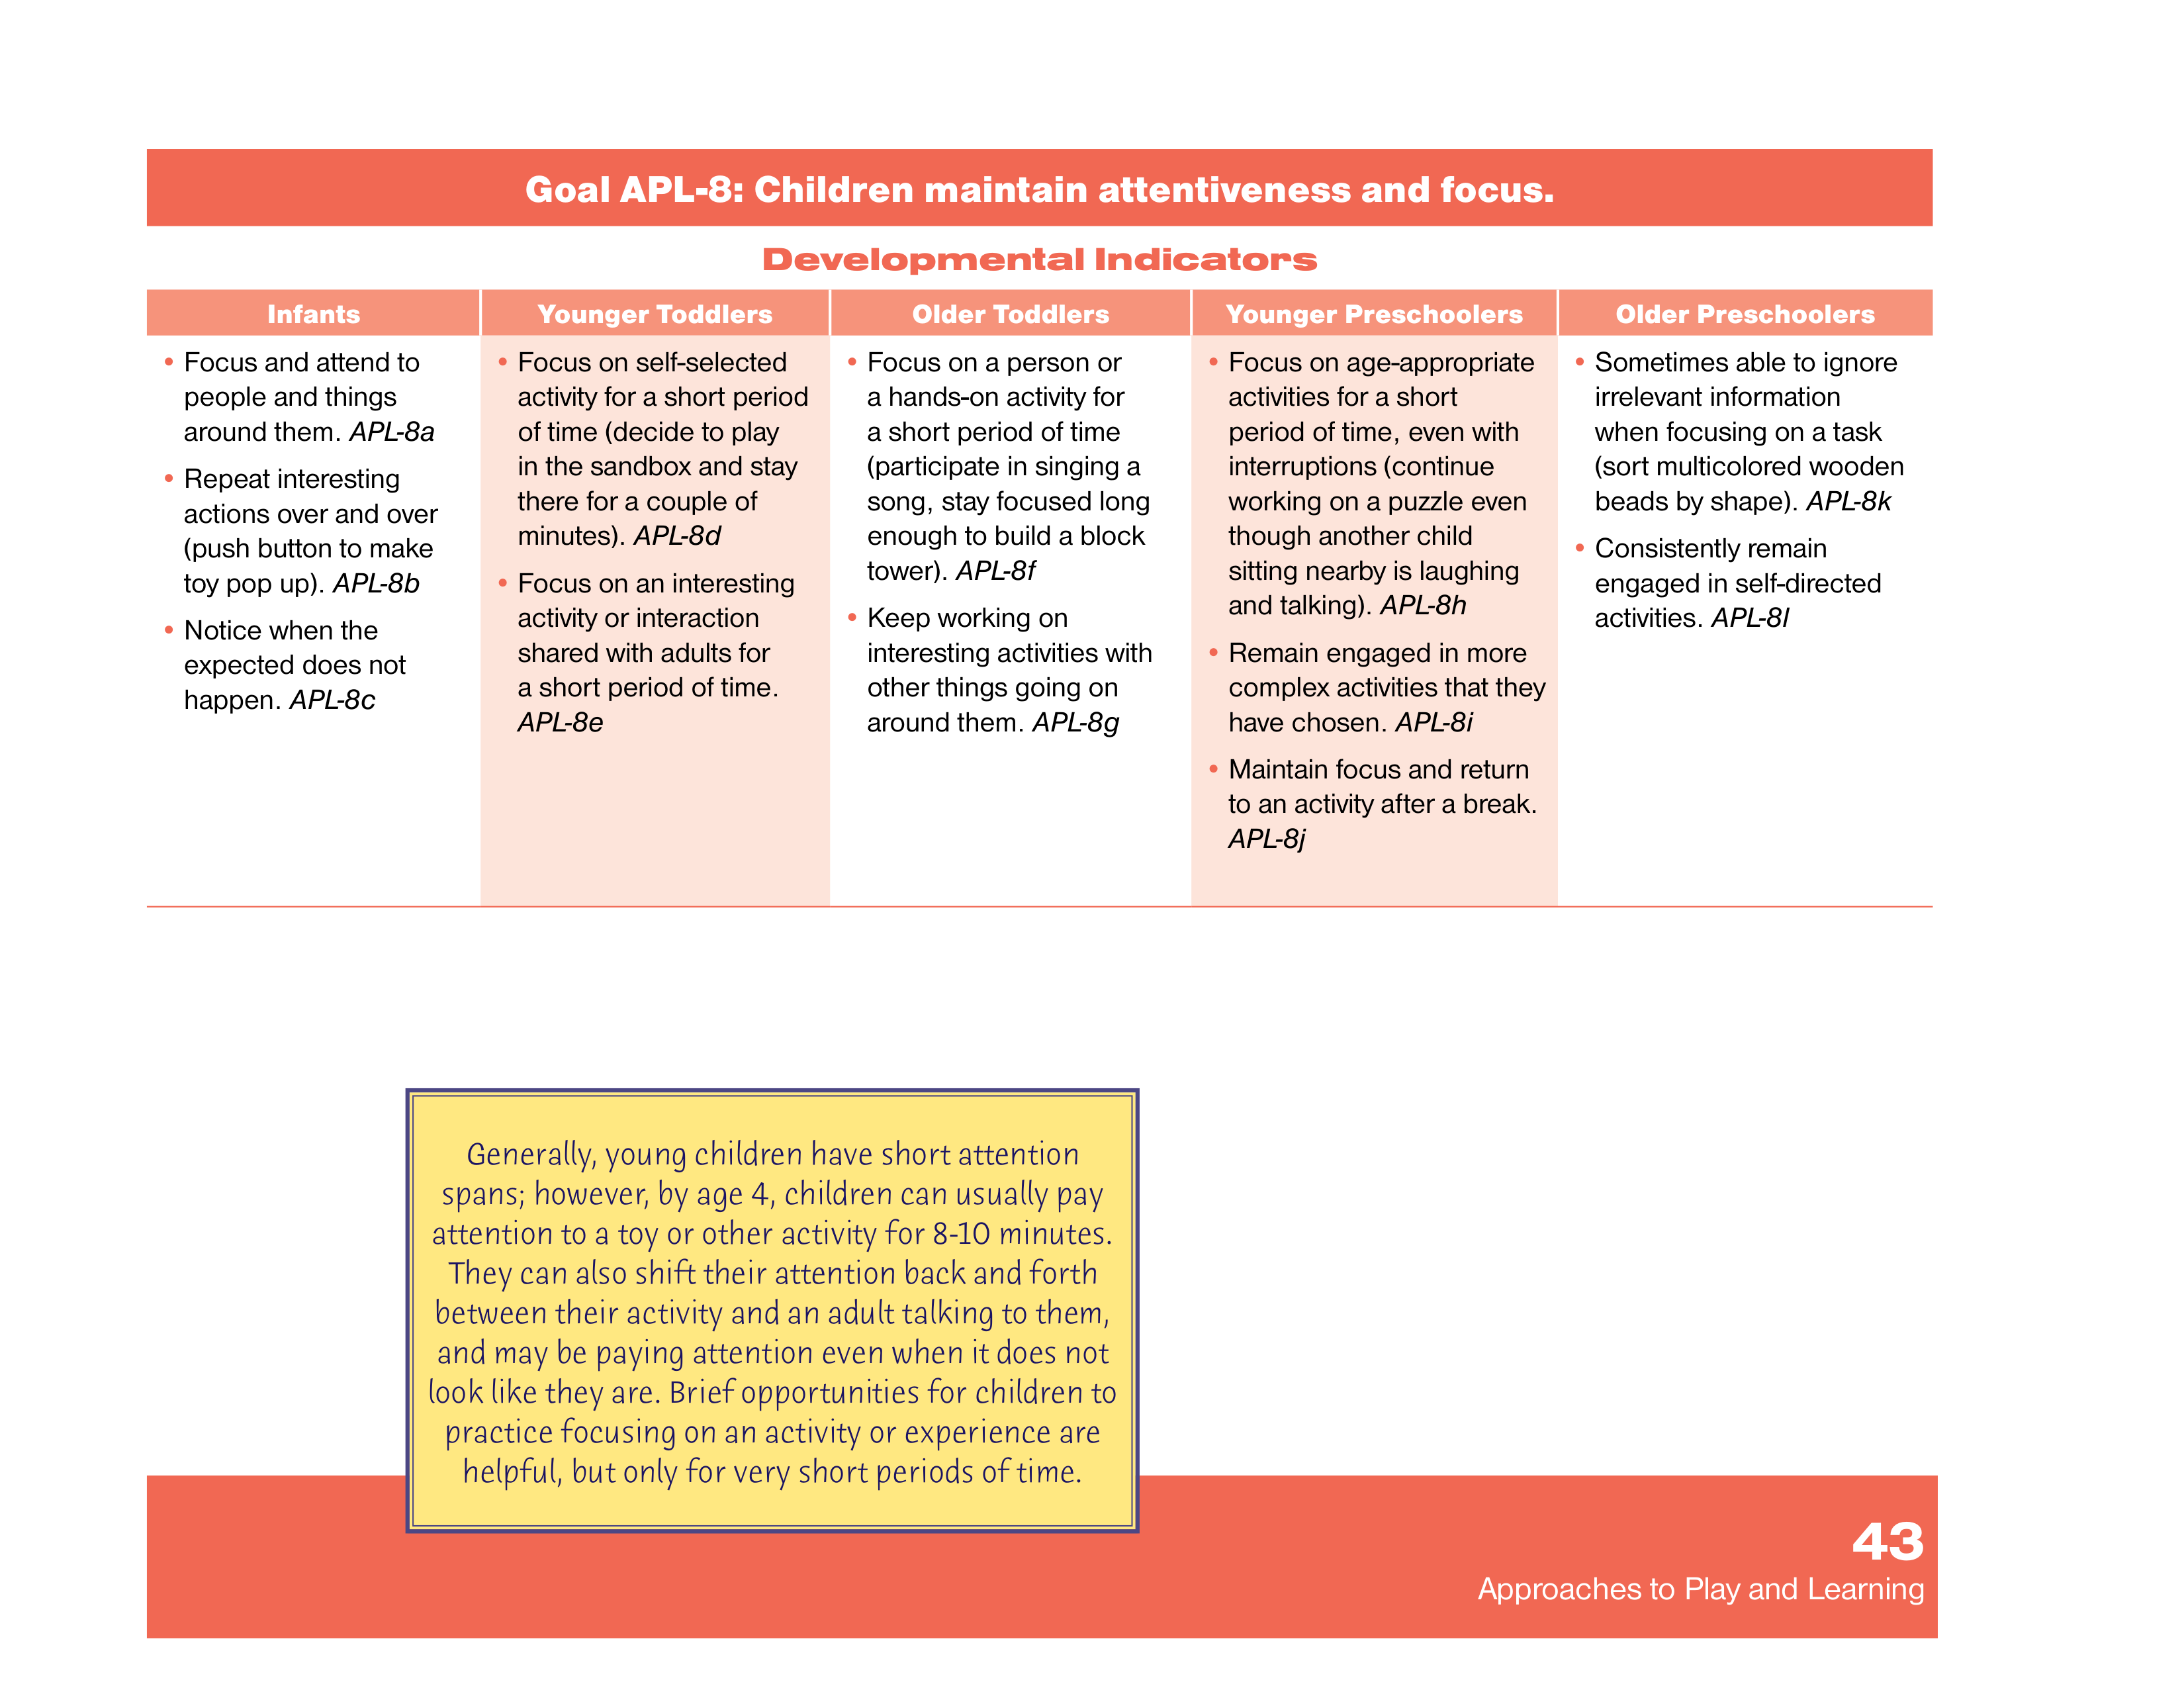 Goal APL-8: Children maintain attentiveness and focus.
Developmental Indicators
Infants
• Focus and attend to
people and things
around them. APL-8a
• Repeat interesting
actions over and over
(push button to make
toy pop up). APL-8b
• Notice when the
expected does not
happen. APL-8c
Younger Toddlers
• Focus on self-selected
activity for a short period
of time (decide to play
in the sandbox and stay
there for a couple of
minutes). APL-8d
• Focus on an interesting
activity or interaction
shared with adults for
a short period of time.
APL-8e
Older Toddlers
• Focus on a person or
a hands-on activity for
a short period of time
(participate in singing a
song, stay focused long
enough to build a block
tower). APL-8f
• Keep working on
interesting activities with
other things going on
around them. APL-8g
Younger Preschoolers
• Focus on age-appropriate
activities for a short
period of time, even with
interruptions (continue
working on a puzzle even
though another child
sitting nearby is laughing
and talking). APL-8h
• Remain engaged in more
complex activities that they
have chosen. APL-8i
• Maintain focus and return
to an activity after a break.
APL-8j
Older Preschoolers
• Sometimes able to ignore
irrelevant information
when focusing on a task
(sort multicolored wooden
beads by shape). APL-8k
• Consistently remain
engaged in self-directed
activities. APL-8l
Generally, young children have short attention
spans; however, by age 4, children can usually pay
attention to a toy or other activity for 8-10 minutes.
They can also shift their attention back and forth
between their activity and an adult talking to them,
and may be paying attention even when it does not
look like they are. Brief opportunities for children to
practice focusing on an activity or experience are
helpful, but only for very short periods of time.
43
Approaches to Play and Learning